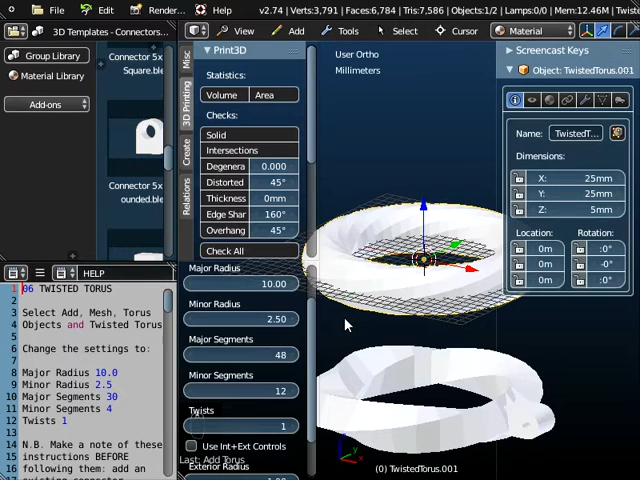 File Edit Render... Help v2.74 | Verts:3,791 | Faces:6,784 | Tris:7,586 | Objects:1/2 | Lamps:0/0 | Mem:12.46M | Twiste
3D Templates - Connectors...
Group Library
Material Library
Add-ons
Connector 5x
Square.ble
Connector 5x
ounded.blen
View Add Tools Select Cursor Material
Misc
3D Printing
Create
Relations
Print3D
Statistics:
Volume Area
Checks:
Solid
Intersections
Degenera 0.000
Distorted 45°
Thickness 0mm
Edge Shar 160°
Overhang 45°
Check All
Major Radius
10.00
Minor Radius
2.50
Major Segments
48
Minor Segments
12
Twists
1
Use Int+Ext Controls
Exterior Radius
Last: Add Torus
User Ortho
Millimeters
(0) TwistedTorus.001
Screencast Keys
Object: TwistedTorus.001
Name: TwistedT...
Dimensions:
X: 25mm
Y: 25mm
Z: 5mm
Location: Rotation:
0m :0°
0m -0°
0m :0°
HELP
1 06 TWISTED TORUS
2
3 Select Add, Mesh, Torus
4 Objects and Twisted Torus
5
6 Change the settings to:
7
8 Major Radius 10.0
9 Minor Radius 2.5
10 Major Segments 30
11 Minor Segments 4
12 Twists 1
13
14 N.B. Make a note of these
15 instructions BEFORE
16 following them: add an